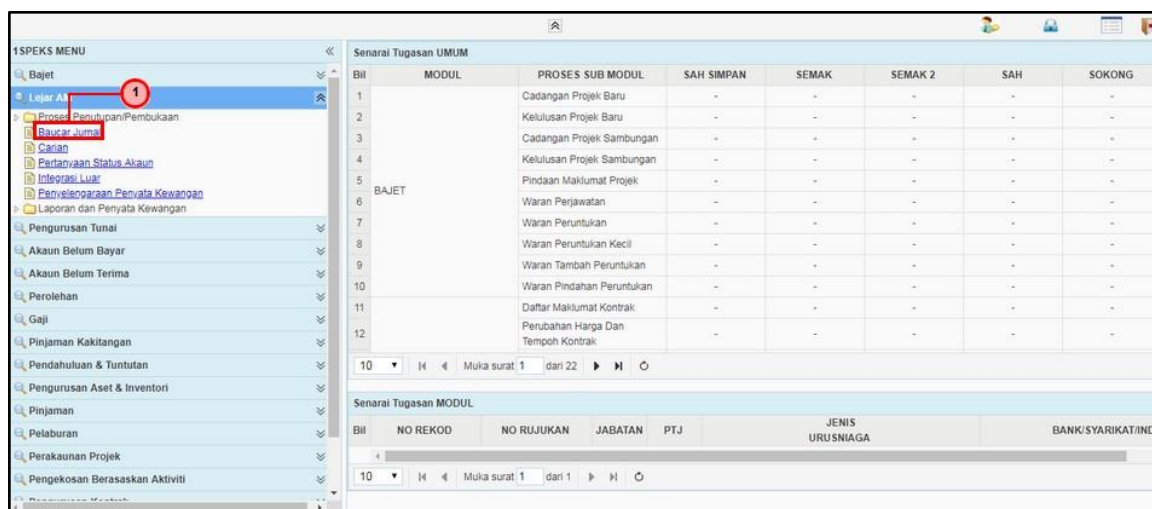 1SPEKS MENU
Bajet
Lejar AM
1
Proses Penutupan/Pembukaan
Baucar Jurnal
Carian
Pertanyaan Status Akaun
Integrasi Luar
Penyelenggaraan Penyata Kewangan
Laporan dan Penyata Kewangan
Pengurusan Tunai
Akaun Belum Bayar
Akaun Belum Terima
Perolehan
Gaji
Pinjaman Kakitangan
Pendahuluan & Tuntutan
Pengurusan Aset & Inventori
Pinjaman
Pelaburan
Perakaunan Projek
Pengekosan Berasaskan Aktiviti
Senarai Tugasan UMUM
Bil MODUL PROSES SUB MODUL SAH SIMPAN SEMAK SEMAK 2 SAH SOKONG
1 Cadangan Projek Baru - - - - -
2 Kelulusan Projek Baru - - - - -
3 Cadangan Projek Sambungan - - - - -
4 Kelulusan Projek Sambungan - - - - -
5 Pindaan Maklumat Projek - - - - -
BAJET
6 Waran Perjawatan - - - - -
7 Waran Peruntukan - - - - -
8 Waran Peruntukan Kecil - - - - -
9 Waran Tambah Peruntukan - - - - -
10 Waran Pindahan Peruntukan - - - - -
11 Daftar Maklumat Kontrak - - - - -
12 Perubahan Harga Dan
Tempoh Kontrak - - - - -
10 Muka surat 1 dari 22
Senarai Tugasan MODUL
Bil NO REKOD NO RUJUKAN JABATAN PTJ JENIS
URUSNIAGA BANK/SYARIKAT/IND
10 Muka surat 1 dari 1